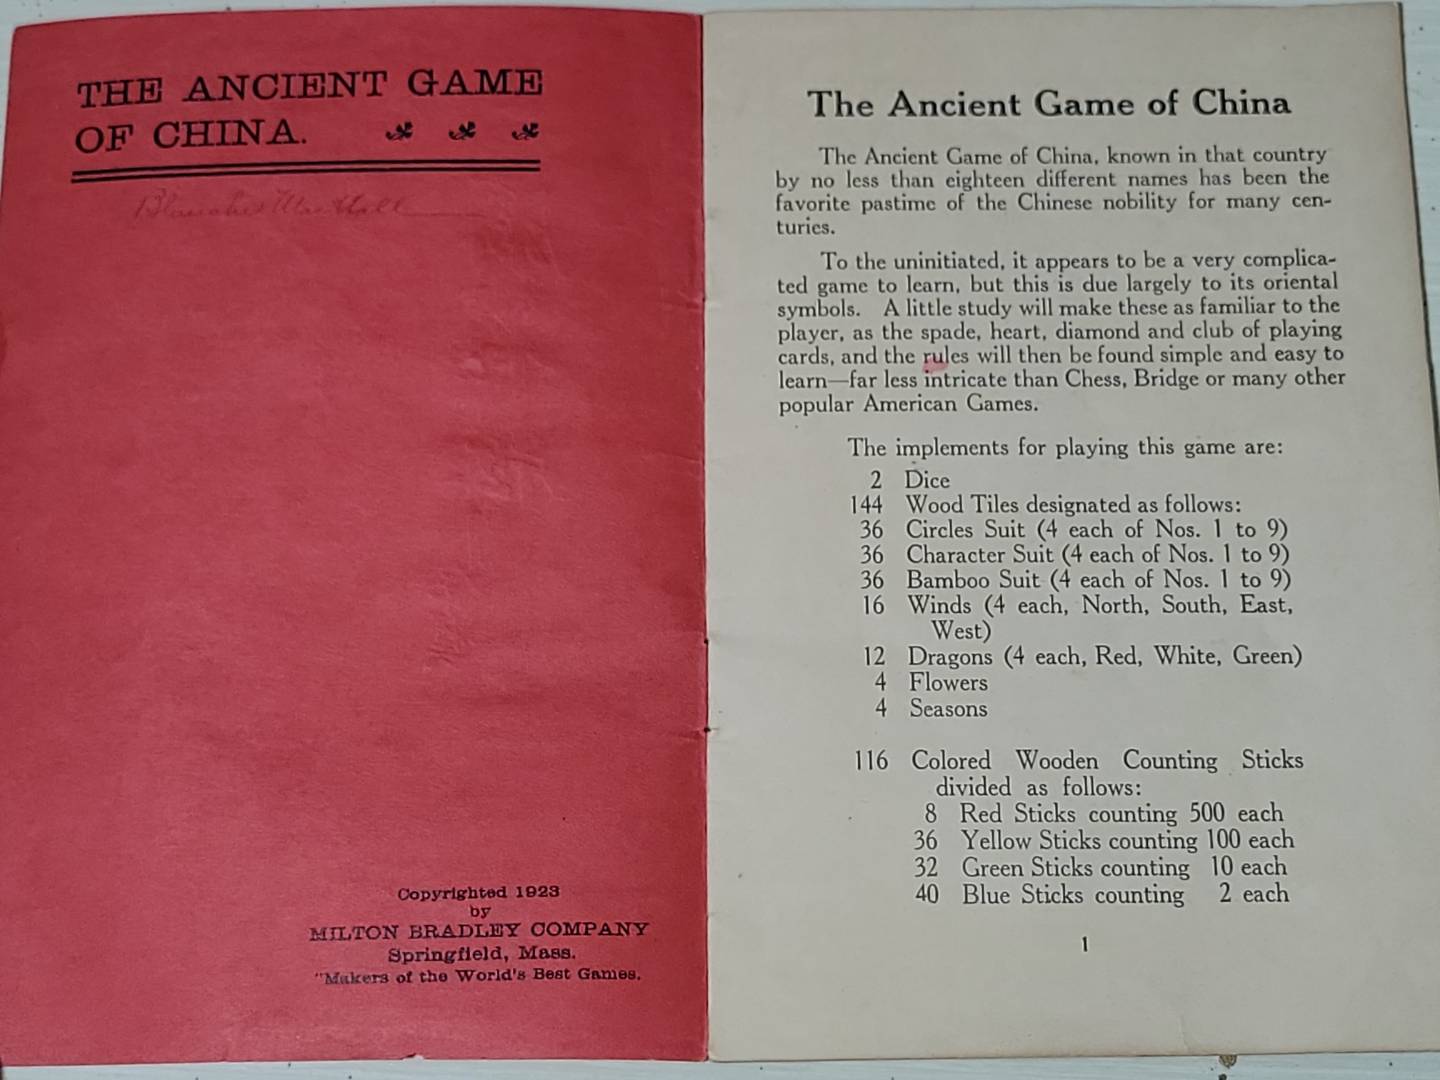 THE ANCIENT GAME
OF CHINA.
Copyrighted 1923
by
MILTON BRADLEY COMPANY
Springfield, Mass.
"Makers of the World's Best Games.
The Ancient Game of China
The Ancient Game of China, known in that country
by no less than eighteen different names has been the
favorite pastime of the Chinese nobility for many cen-
turies.
To the uninitiated, it appears to be a very complica-
ted game to learn, but this is due largely to its oriental
symbols. A little study will make these as familiar to the
player, as the spade, heart, diamond and club of playing
cards, and the rules will then be found simple and easy to
learn—far less intricate than Chess, Bridge or many other
popular American Games.
The implements for playing this game are:
2 Dice
144 Wood Tiles designated as follows:
36 Circles Suit (4 each of Nos. 1 to 9)
36 Character Suit (4 each of Nos. 1 to 9)
36 Bamboo Suit (4 each of Nos. 1 to 9)
16 Winds (4 each, North, South, East,
West)
12 Dragons (4 each, Red, White, Green)
4 Flowers
4 Seasons
116 Colored Wooden Counting Sticks
divided as follows:
8 Red Sticks counting 500 each
36 Yellow Sticks counting 100 each
32 Green Sticks counting 10 each
40 Blue Sticks counting 2 each
1